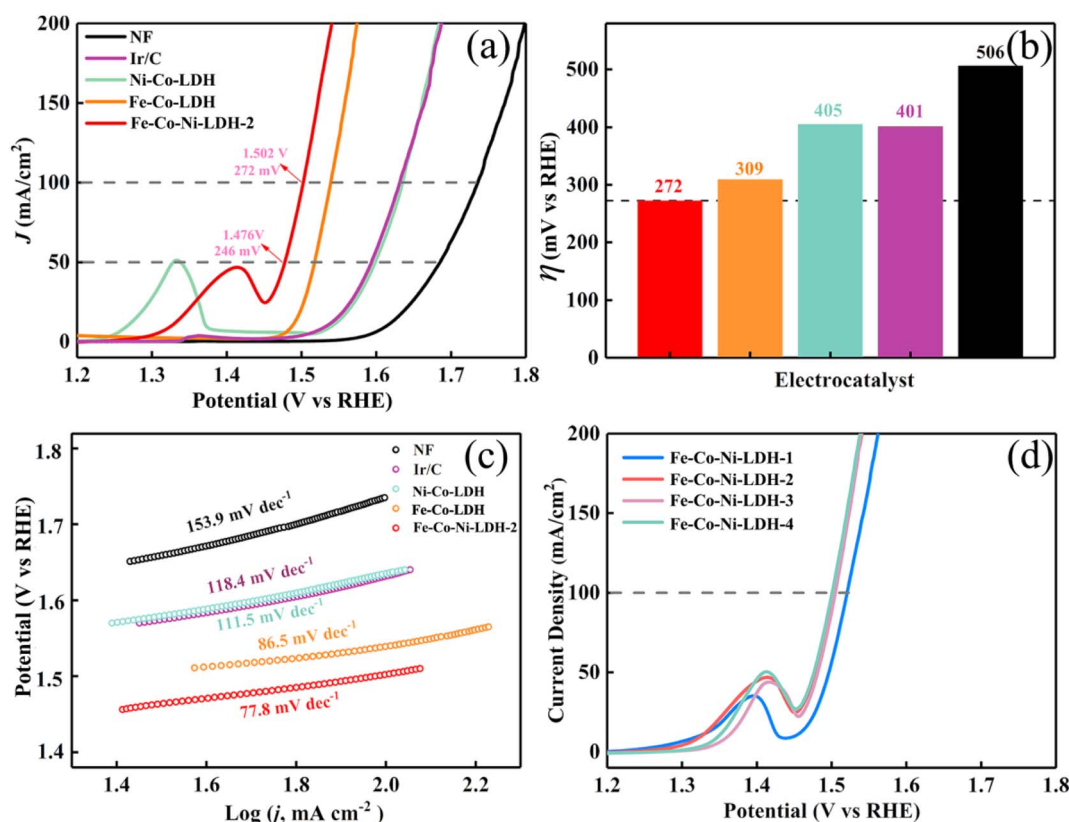 (a)
NF
Ir/C
Ni-Co-LDH
Fe-Co-LDH
Fe-Co-Ni-LDH-2
1.502 V
272 mV
1.476V
246 mV
200
150
100
50
0
J (mA/cm²)
1.2 1.3 1.4 1.5 1.6 1.7 1.8
Potential (V vs RHE)
(b)
506
405
401
309
272
500
400
300
200
100
0
η (mV vs RHE)
Electrocatalyst
(c)
NF
Ir/C
Ni-Co-LDH
Fe-Co-LDH
Fe-Co-Ni-LDH-2
153.9 mV dec⁻¹
118.4 mV dec⁻¹
111.5 mV dec⁻¹
86.5 mV dec⁻¹
77.8 mV dec⁻¹
1.8
1.7
1.6
1.5
1.4
Potential (V vs RHE)
1.4 1.6 1.8 2.0 2.2
Log (j, mA cm⁻²)
(d)
Fe-Co-Ni-LDH-1
Fe-Co-Ni-LDH-2
Fe-Co-Ni-LDH-3
Fe-Co-Ni-LDH-4
200
150
100
50
0
Current Density (mA/cm²)
1.2 1.3 1.4 1.5 1.6 1.7 1.8
Potential (V vs RHE)